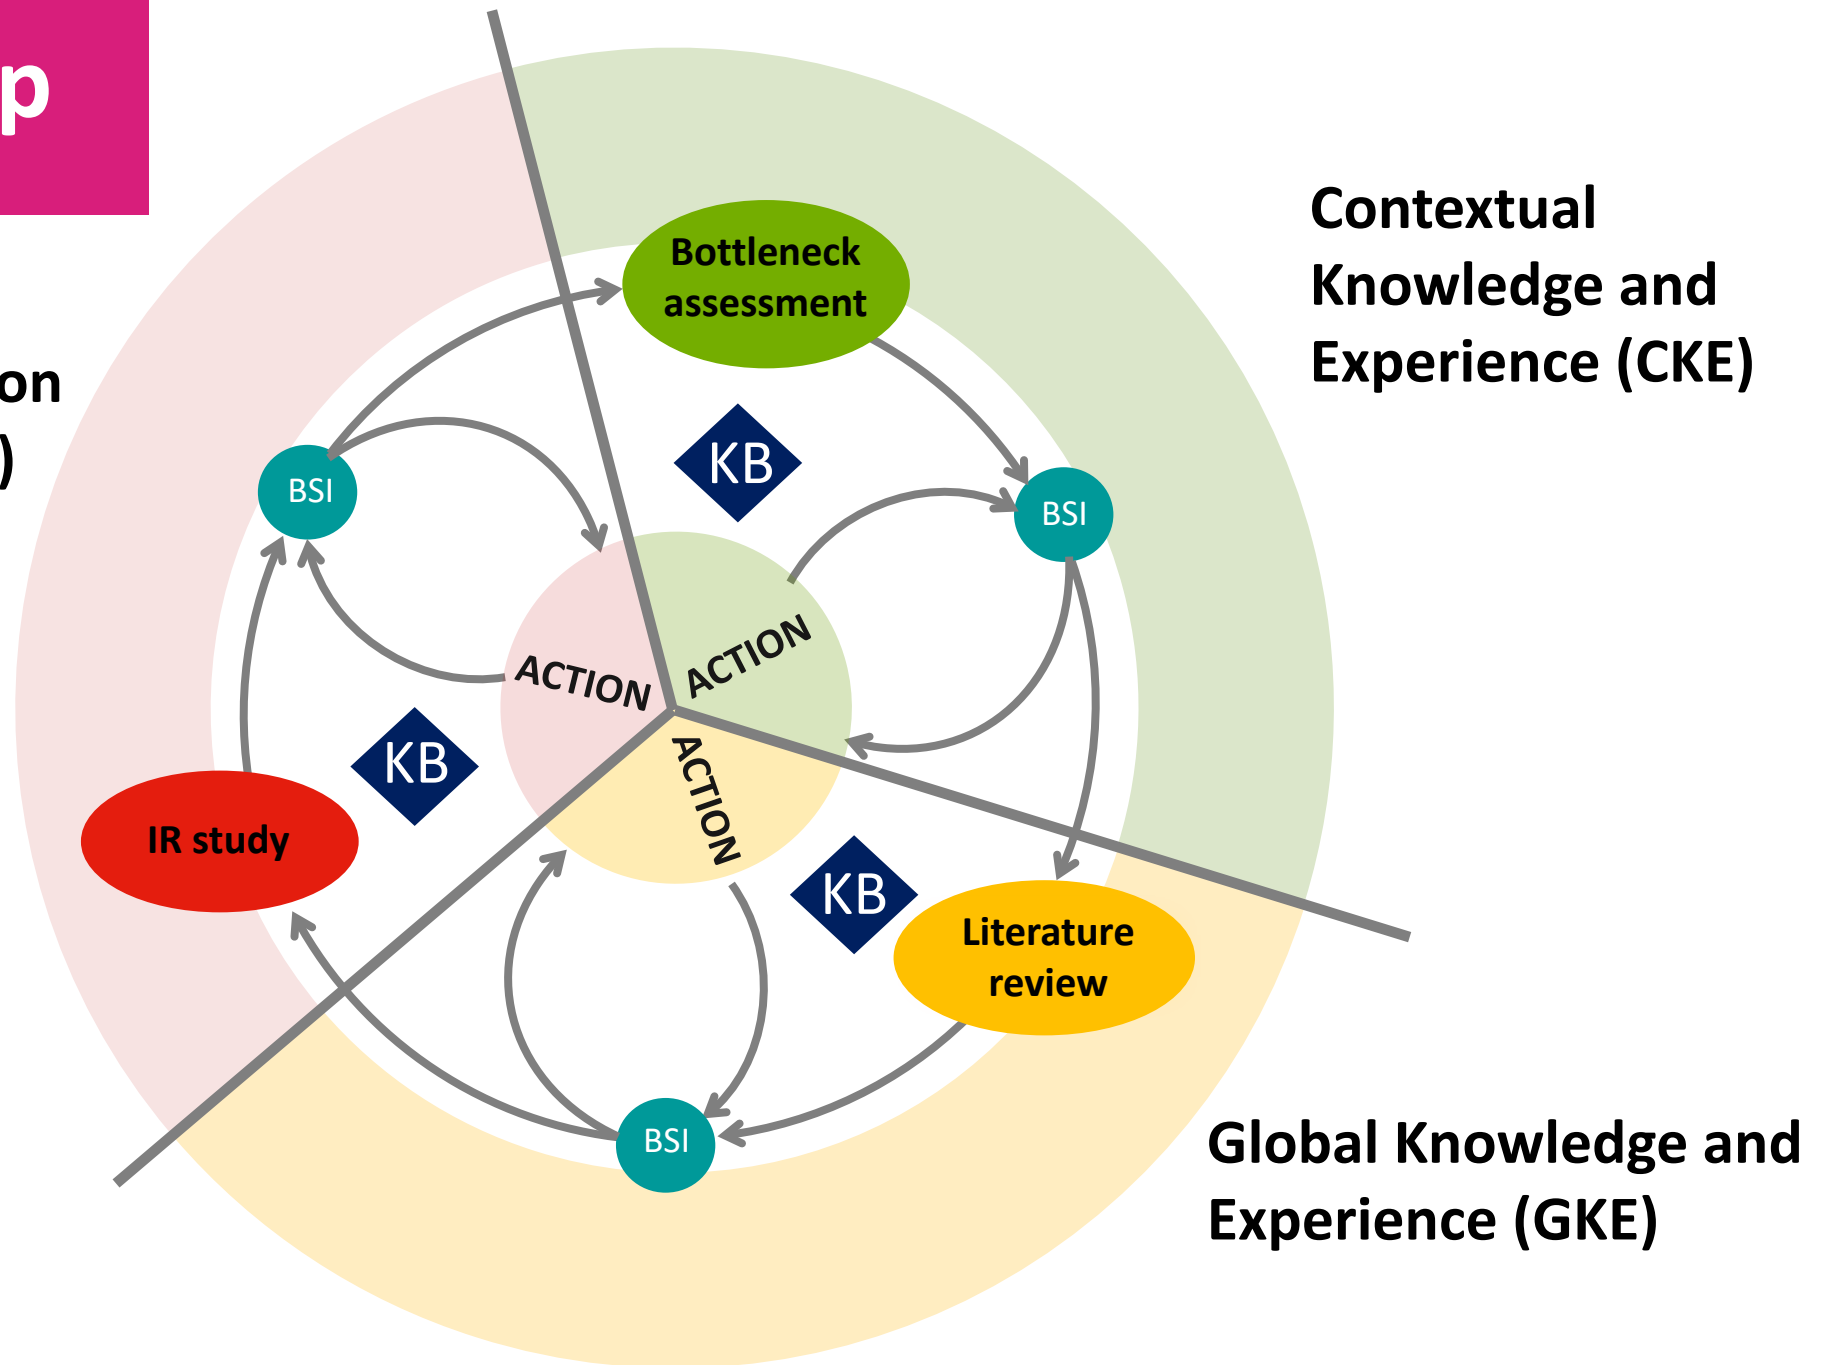 p
Contextual
Knowledge and
Experience (CKE)
Bottleneck
assessment
on
)
KB
BSI
BSI
ACTION
ACTION
ACTION
KB
IR study
KB
Literature
review
BSI
Global Knowledge and
Experience (GKE)